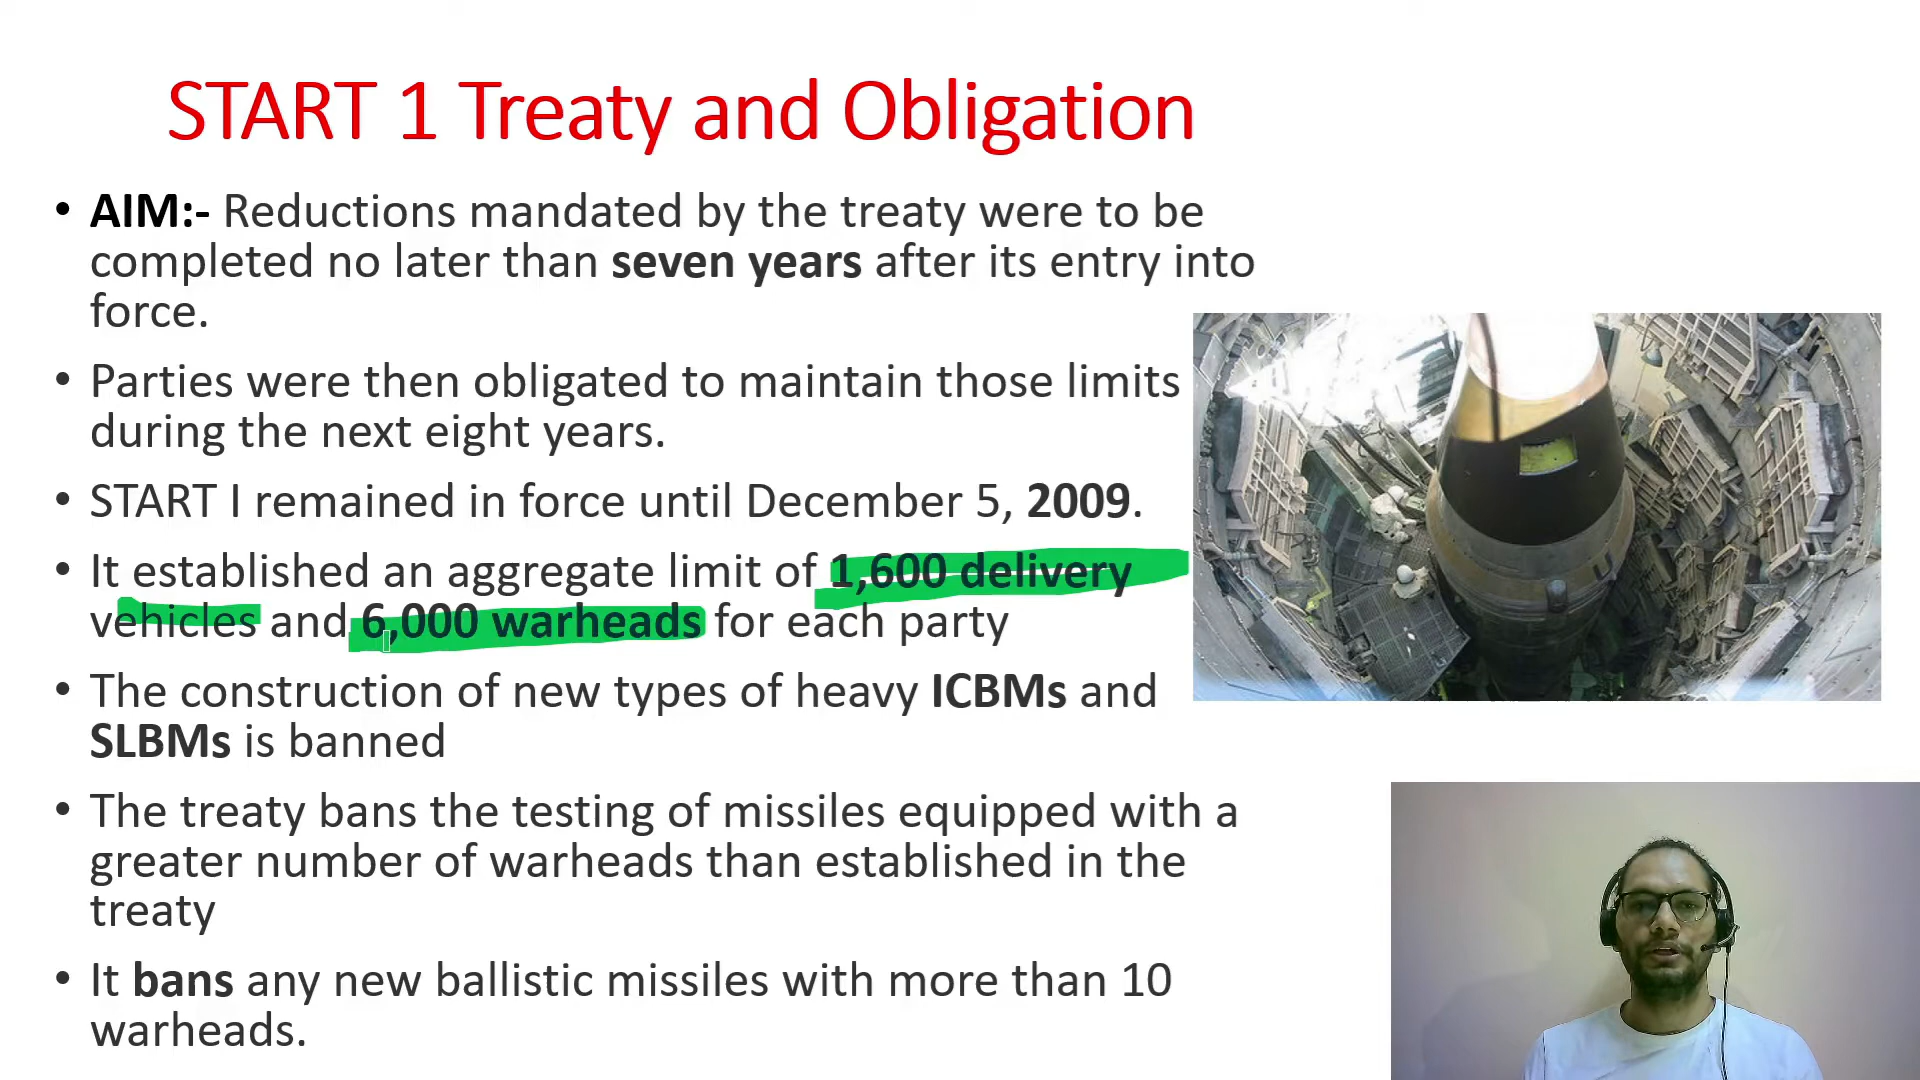 START 1 Treaty and Obligation
• AIM:- Reductions mandated by the treaty were to be
completed no later than seven years after its entry into
force.
• Parties were then obligated to maintain those limits
during the next eight years.
• START I remained in force until December 5, 2009.
• It established an aggregate limit of 1,600 delivery
vehicles and 6,000 warheads for each party
• The construction of new types of heavy ICBMs and
SLBMs is banned
• The treaty bans the testing of missiles equipped with a
greater number of warheads than established in the
treaty
• It bans any new ballistic missiles with more than 10
warheads.